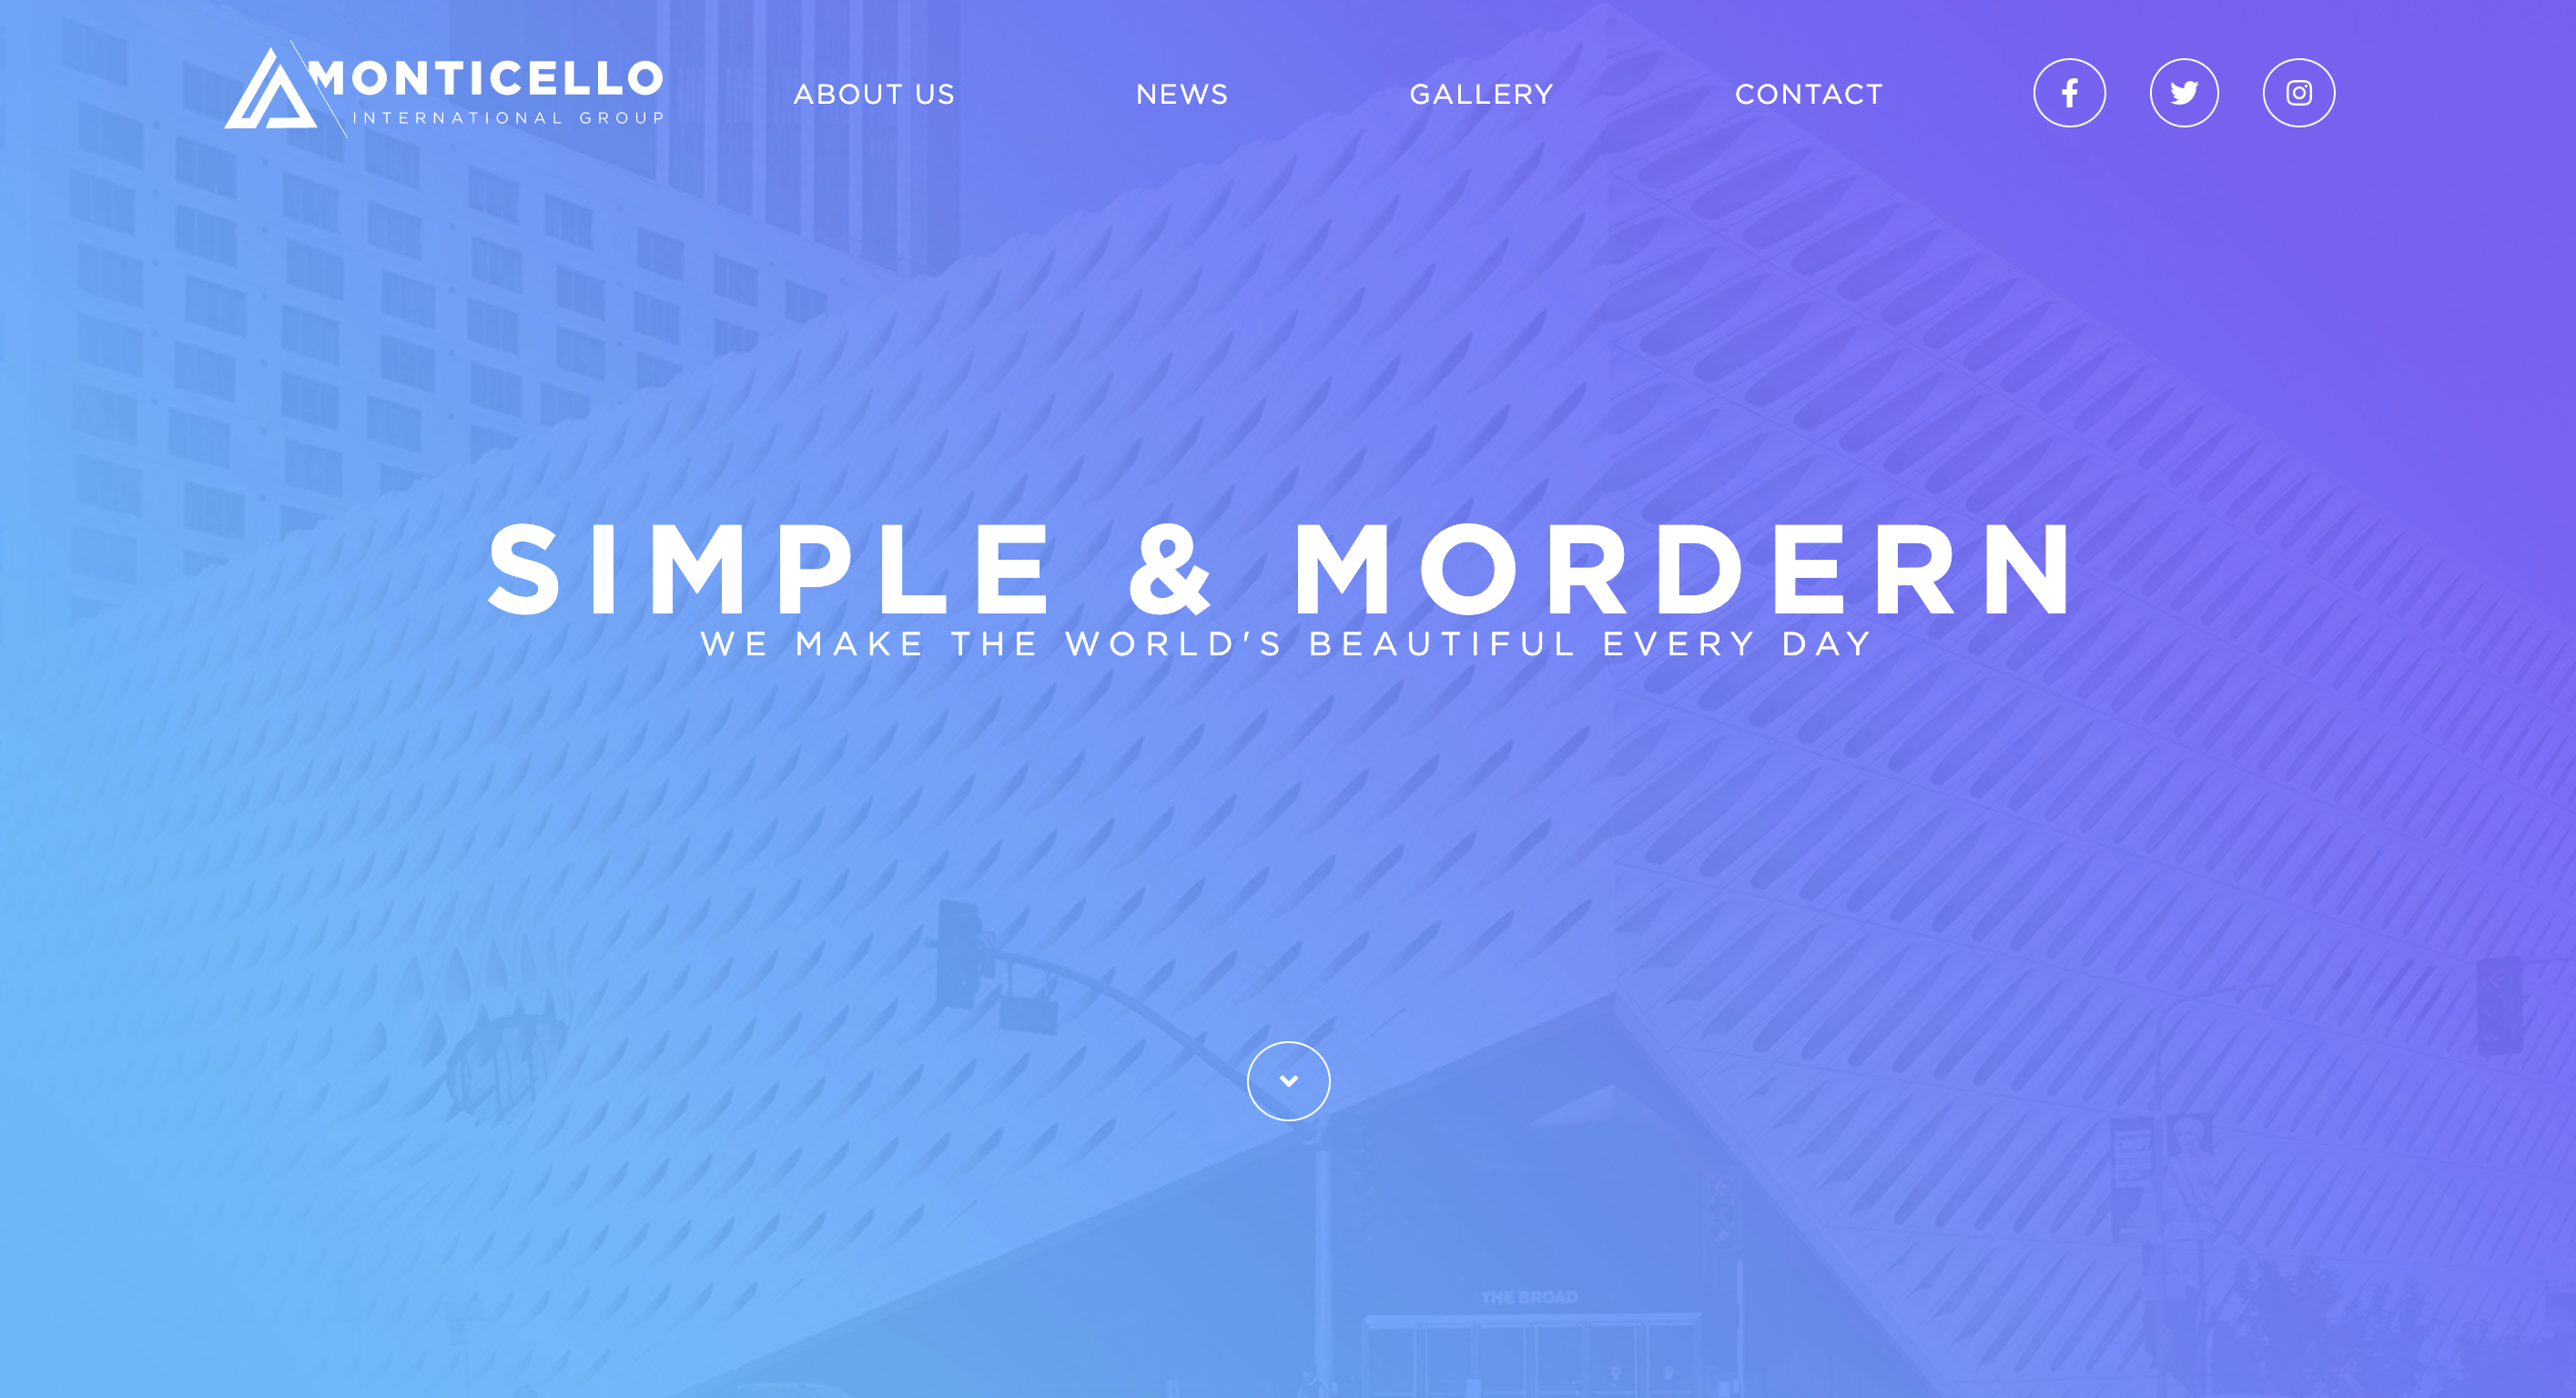 MONTICELLO
INTERNATIONAL GROUP
ABOUT US
NEWS
GALLERY
CONTACT
SIMPLE & MORDERN
WE MAKE THE WORLD'S BEAUTIFUL EVERY DAY
THE BROAD